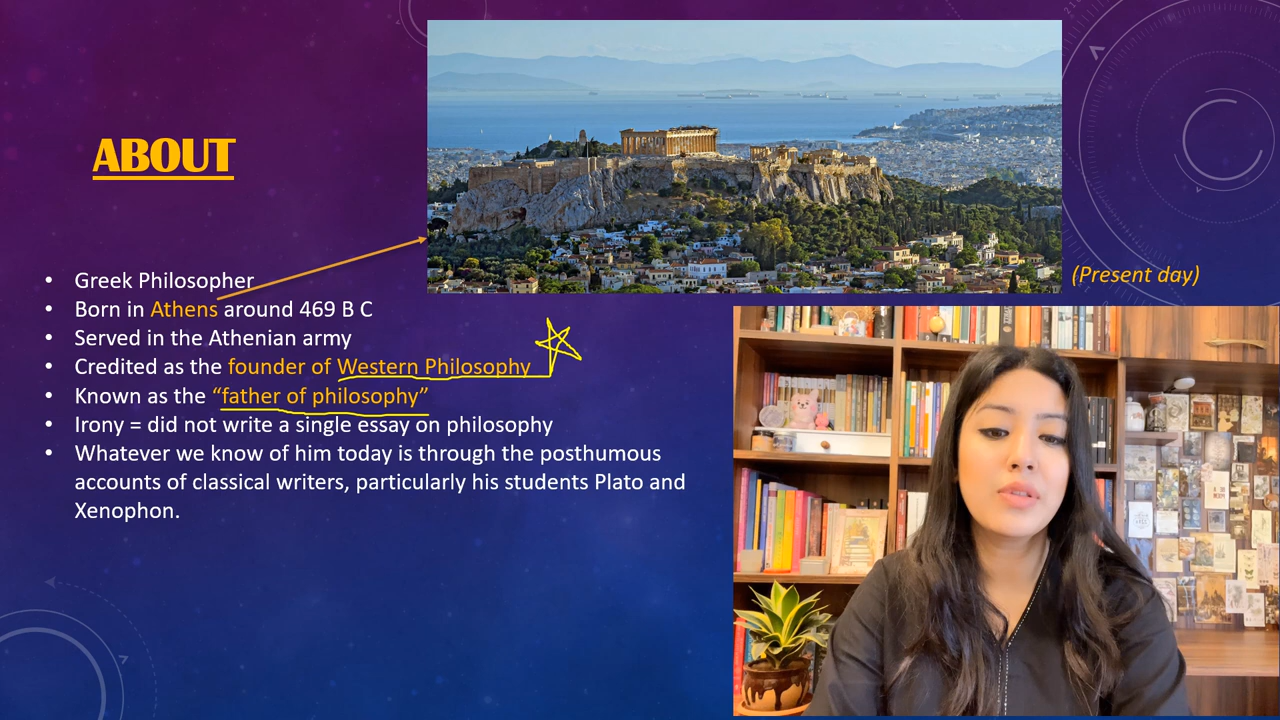 ABOUT
(Present day)
• Greek Philosopher
• Born in Athens around 469 B C
• Served in the Athenian army
• Credited as the founder of Western Philosophy
• Known as the “father of philosophy”
• Irony = did not write a single essay on philosophy
• Whatever we know of him today is through the posthumous
accounts of classical writers, particularly his students Plato and
Xenophon.